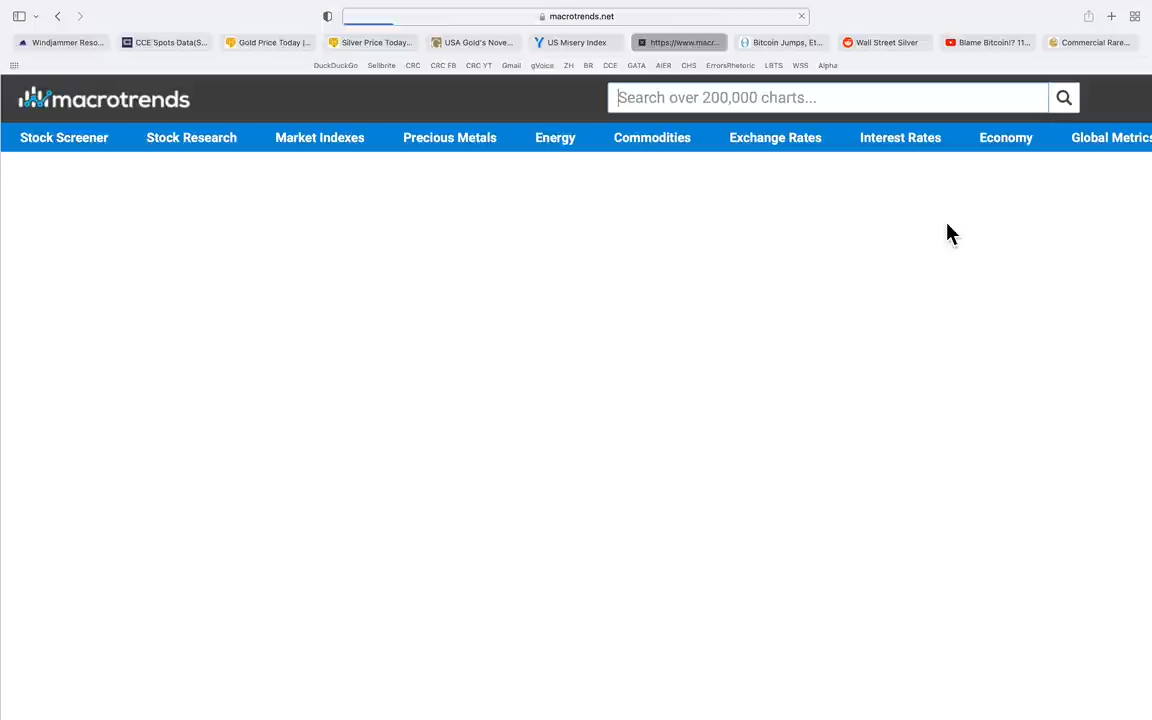 macrotrends.net
Windjammer Reso... CCE Spots Data(S... Gold Price Today |... Silver Price Today... USA Gold's Nove... US Misery Index https://www.macr... Bitcoin Jumps, Et... Wall Street Silver Blame Bitcoin!? 11... Commercial Rare...
DuckDuckGo Sellbrite CRC CRC FB CRC YT Gmail gVoice ZH BR CCE GATA AIER CHS ErrorsRhetoric LBTS WSS Alpha
macrotrends Search over 200,000 charts...
Stock Screener Stock Research Market Indexes Precious Metals Energy Commodities Exchange Rates Interest Rates Economy Global Metrics